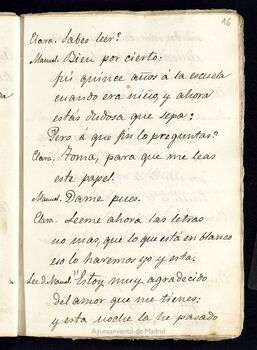 16
Clara. Sabes leer?
Manuel. Bien por cierto:
fuí quince años á la escuela
cuando era niño, y ahora
estás dudosa que sepa?
Pero á que fin lo preguntas?
Clara. Toma, para que me leas
este papel.
Manuel. Dame pues.
Clara. Leeme ahora las letras
no mas, que lo que está en blanco
eso lo haremos yo y esta.
Lee. D. Manuel "Estoy muy agradecido
del amor que me tienes:
y esta noche la he pasado
Ayuntamiento de Madrid